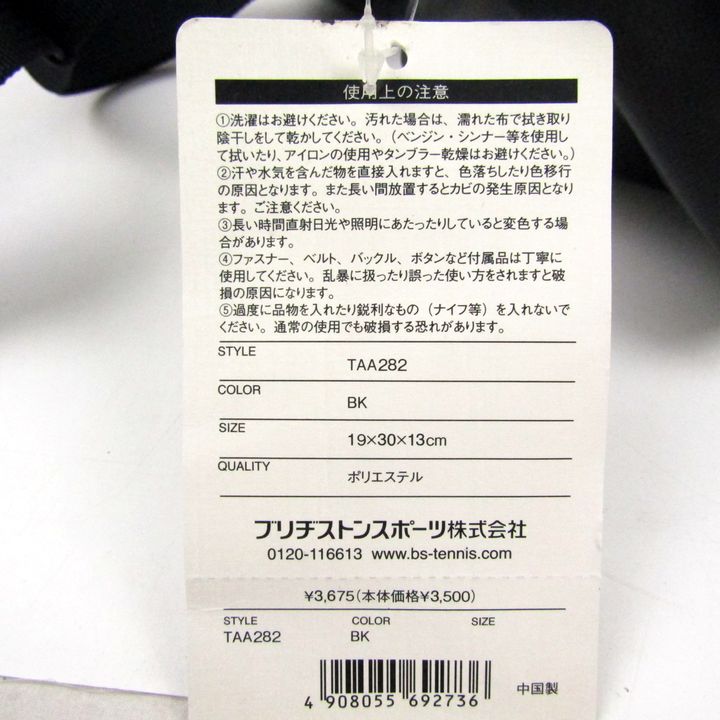 使用上の注意
①洗濯はお避けください。汚れた場合は、濡れた布で拭き取り
陰干しをして乾かしてください。（ベンジン・シンナー等を使用し
て拭いたり、アイロンの使用やタンブラー乾燥はお避けください。）
②汗や水気を含んだ物を直接入れますと、色落ちしたり色移行
の原因となります。また長い間放置するとカビの発生原因となり
ます。ご注意ください。
③長い時間直射日光や照明にあたったりしていると変色する場
合があります。
④ファスナー、ベルト、バックル、ボタンなど付属品は丁寧に
使用してください。乱暴に扱ったり誤った使い方をされますと破
損の原因になります。
⑤過度に品物を入れたり鋭利なもの（ナイフ等）を入れないで
ください。通常の使用でも破損する恐れがあります。
STYLE
TAA282
COLOR
BK
SIZE
19×30×13cm
QUALITY
ポリエステル
ブリヂストンスポーツ株式会社
0120-116613 www.bs-tennis.com
¥3,675(本体価格¥3,500)
STYLE COLOR SIZE
TAA282 BK
4 908055 692736 中国製